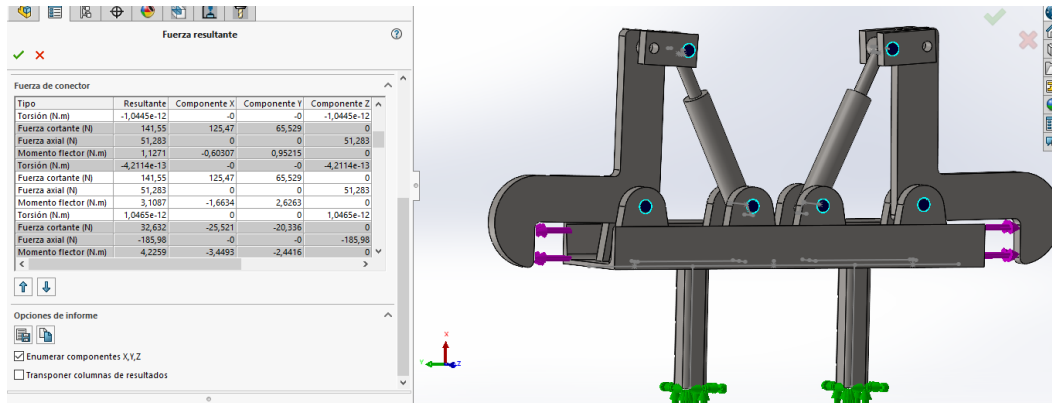 Fuerza resultante
Fuerza de conector
Tipo Resultante Componente X Componente Y Componente Z
Torsión (N.m) -1,0445e-12 -0 -0 -1,0445e-12
Fuerza cortante (N) 141,55 125,47 65,529 0
Fuerza axial (N) 51,283 0 0 51,283
Momento flector (N.m) 1,1271 -0,60307 0,95215 0
Torsión (N.m) -4,2114e-13 -0 -0 -4,2114e-13
Fuerza cortante (N) 141,55 125,47 65,529 0
Fuerza axial (N) 51,283 0 0 51,283
Momento flector (N.m) 3,1087 -1,6634 2,6263 0
Torsión (N.m) 1,0465e-12 0 0 1,0465e-12
Fuerza cortante (N) 32,632 -25,521 -20,336 0
Fuerza axial (N) -185,98 -0 -0 -185,98
Momento flector (N.m) 4,2259 -3,4493 -2,4416 0
Opciones de informe
Enumerar componentes X,Y,Z
Transponer columnas de resultados
X
Y
Z